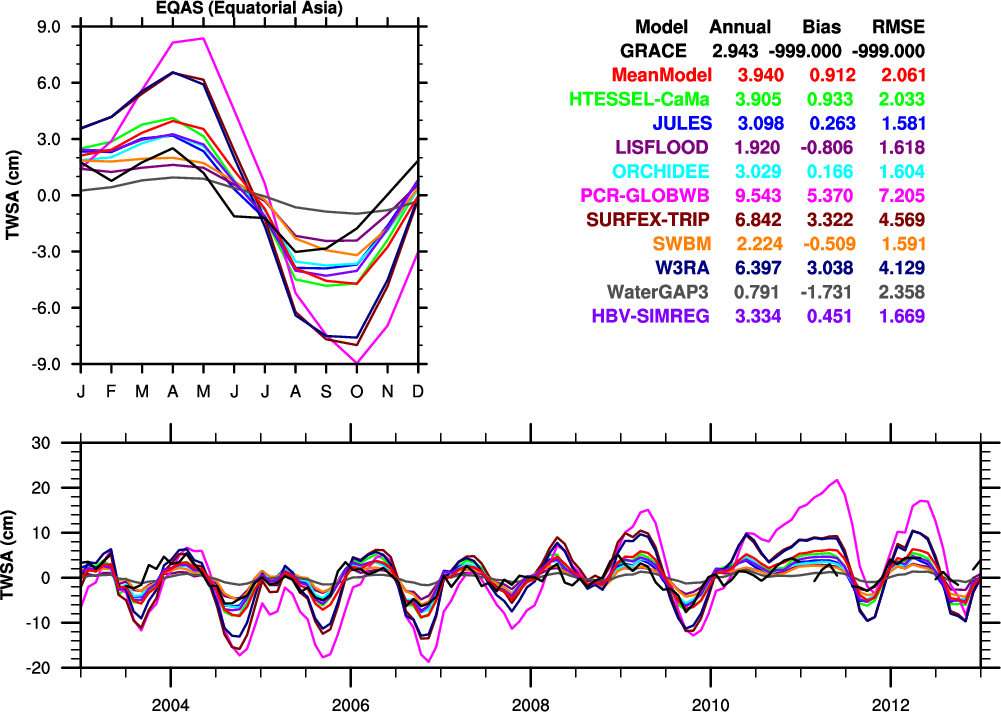 EQAS (Equatorial Asia)
9.0
6.0
3.0
0.0
-3.0
-6.0
-9.0
TWSA (cm)
J F M A M J J A S O N D
Model Annual Bias RMSE
GRACE 2.943 -999.000 -999.000
MeanModel 3.940 0.912 2.061
HTESSEL-CaMa 3.905 0.933 2.033
JULES 3.098 0.263 1.581
LISFLOOD 1.920 -0.806 1.618
ORCHIDEE 3.029 0.166 1.604
PCR-GLOBWB 9.543 5.370 7.205
SURFEX-TRIP 6.842 3.322 4.569
SWBM 2.224 -0.509 1.591
W3RA 6.397 3.038 4.129
WaterGAP3 0.791 -1.731 2.358
HBV-SIMREG 3.334 0.451 1.669
30
20
10
0
-10
-20
TWSA (cm)
2004 2006 2008 2010 2012